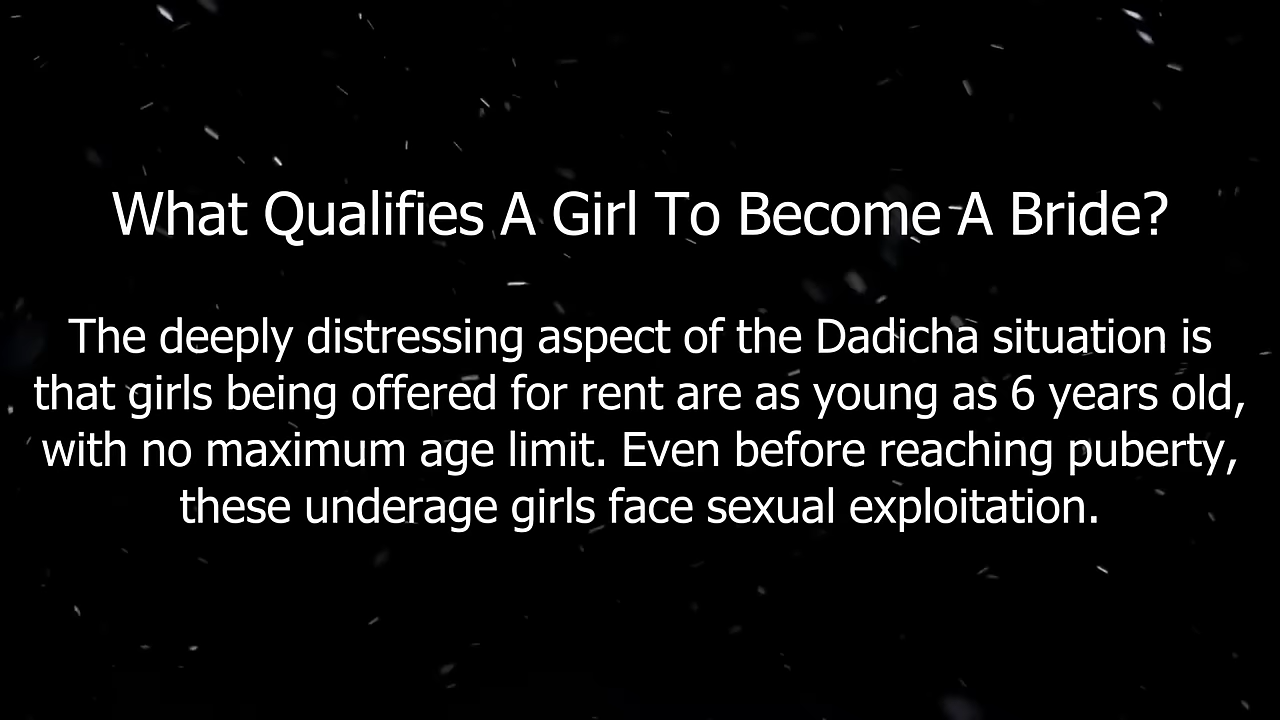 What Qualifies A Girl To Become A Bride?
The deeply distressing aspect of the Dadicha situation is
that girls being offered for rent are as young as 6 years old,
with no maximum age limit. Even before reaching puberty,
these underage girls face sexual exploitation.